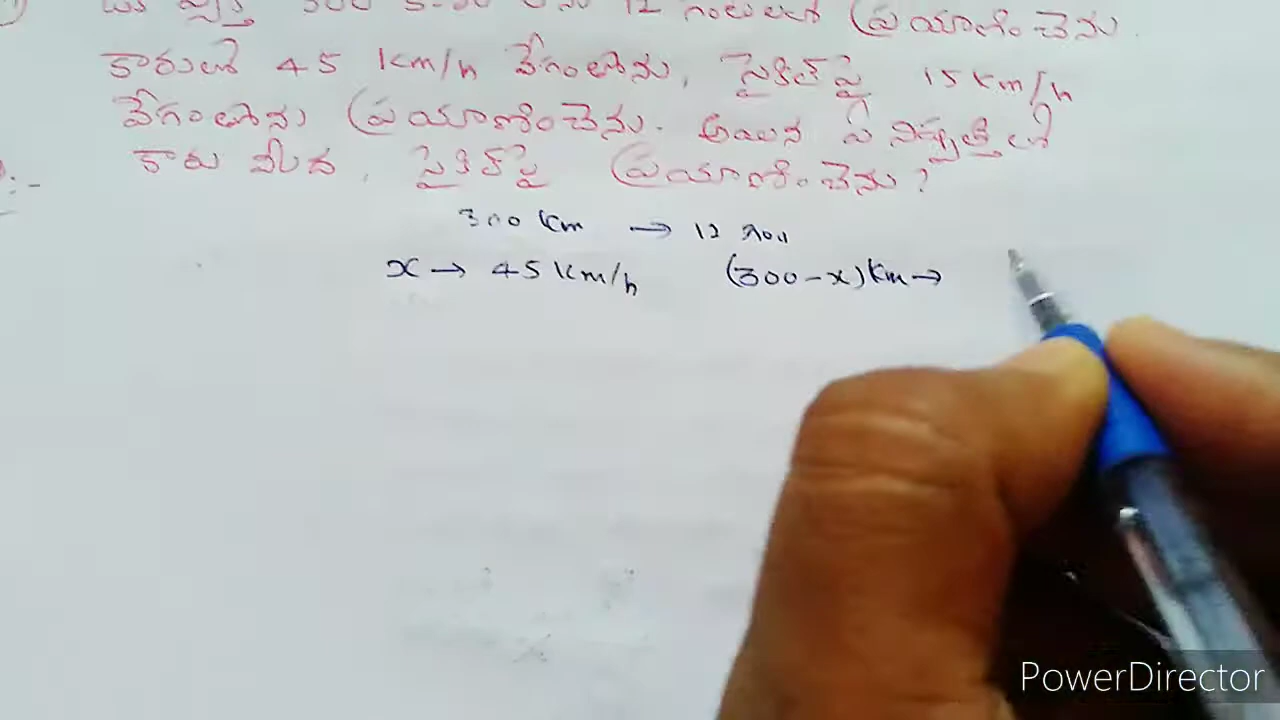 300 12 గంటలలో ప్రయాణించెను.
కారులో 45 km/h వేగంతోను, సైకిల్ పై 15 km/h
వేగంతోను ప్రయాణించెను. అయిన ఏ నిష్పత్తిలో
కారు మీద, సైకిల్ పై ప్రయాణించెను?
300 km → 12 గం॥
x → 45 km/h (300-x) km →
PowerDirector